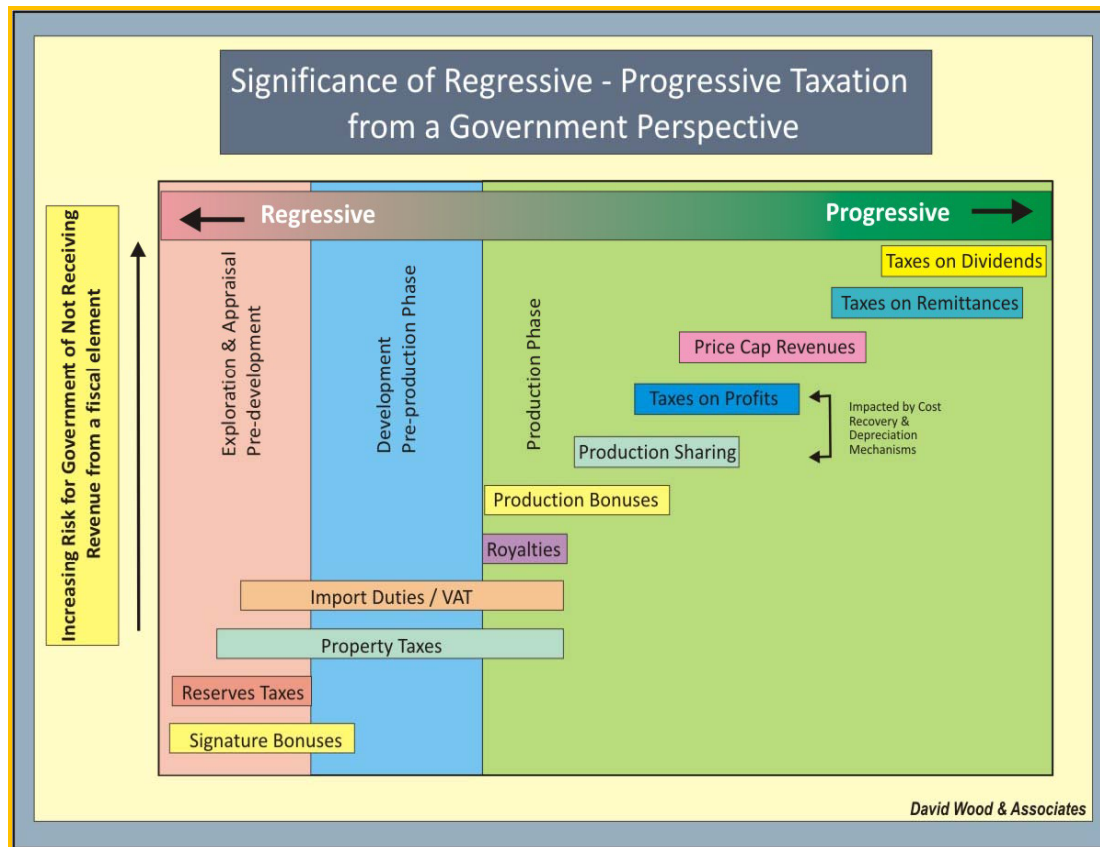 Significance of Regressive - Progressive Taxation
from a Government Perspective
Increasing Risk for Government of Not Receiving
Revenue from a fiscal element
Regressive
Progressive
Exploration & Appraisal
Pre-development
Development
Pre-production Phase
Production Phase
Taxes on Dividends
Taxes on Remittances
Price Cap Revenues
Taxes on Profits
Impacted by Cost
Recovery &
Depreciation
Mechanisms
Production Sharing
Production Bonuses
Royalties
Import Duties / VAT
Property Taxes
Reserves Taxes
Signature Bonuses
David Wood & Associates